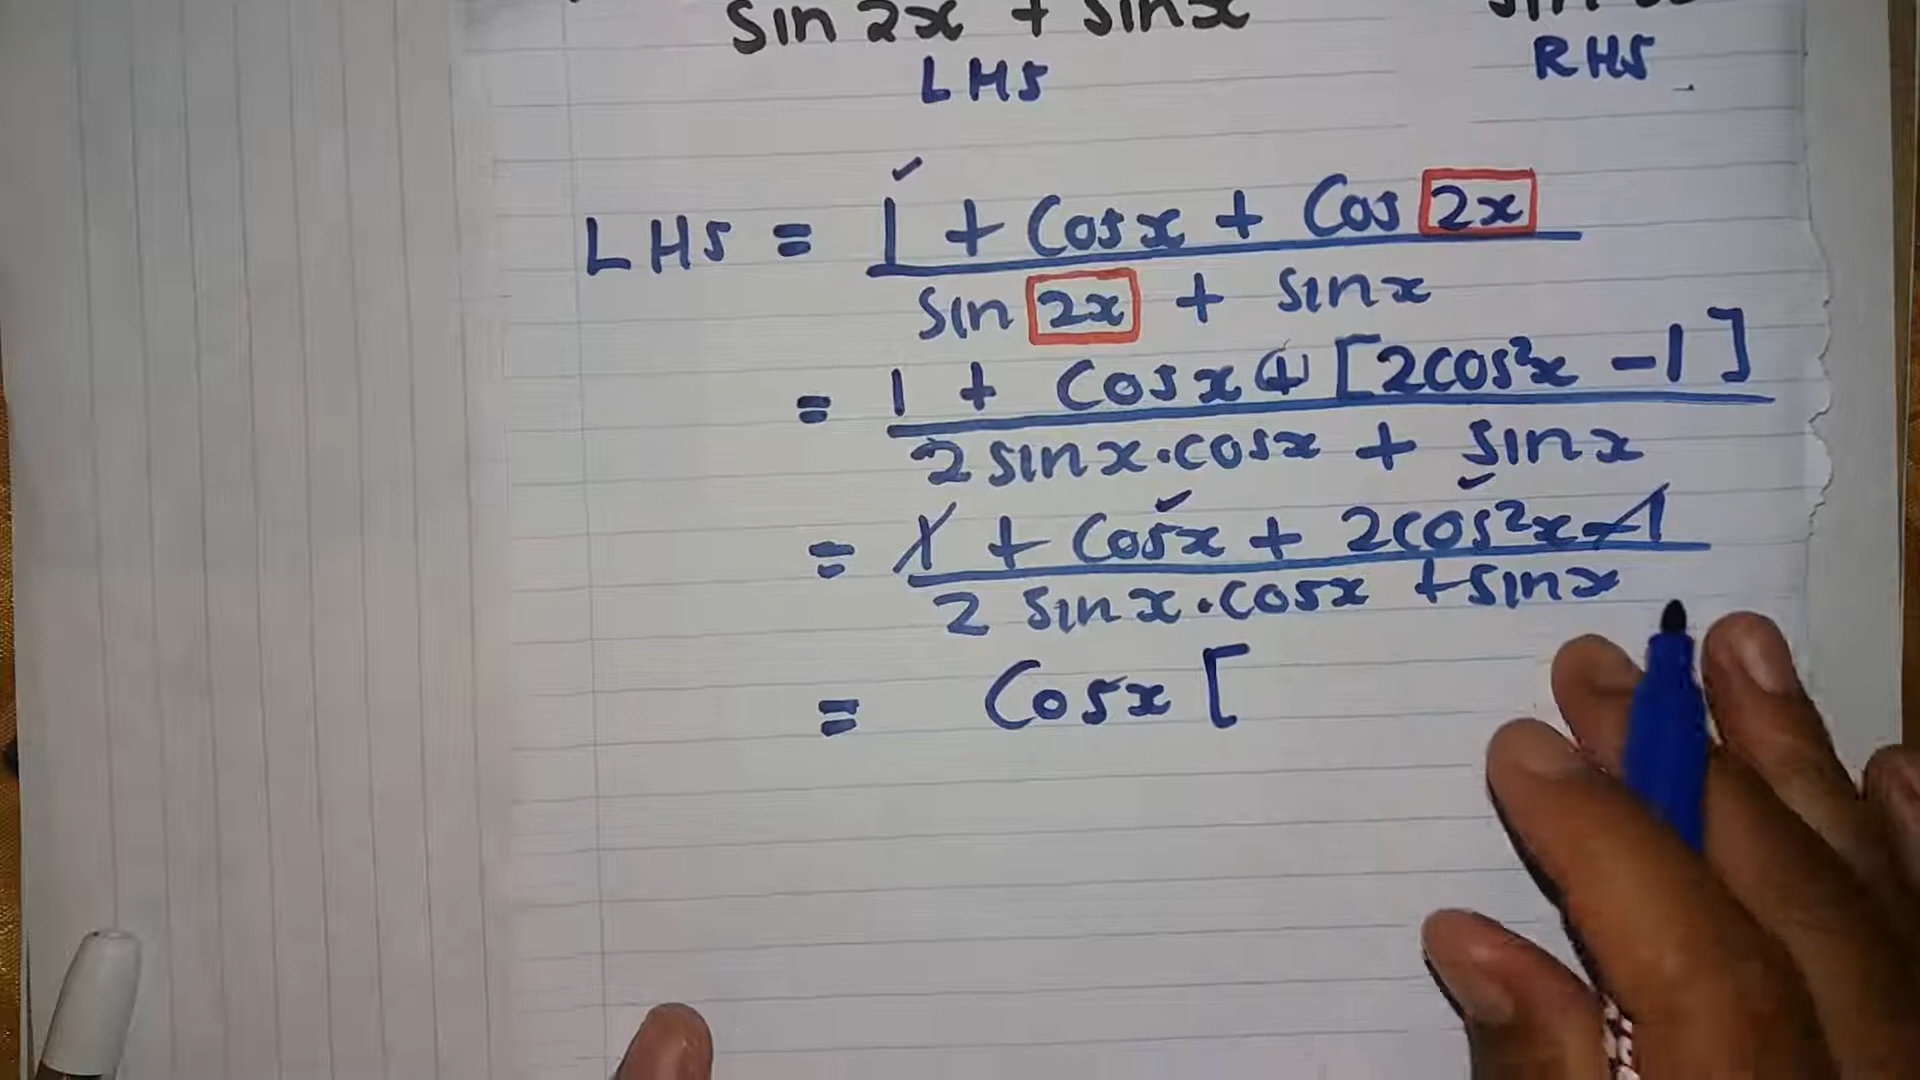 sin 2x + sin x
LHS RHS
LHS = 1 + Cos x + Cos 2x
sin 2x + sin x
= 1 + Cos x + [2cos²x - 1]
2 sin x · cos x + sin x
= 1 + Cos x + 2cos²x - 1
2 sin x · cos x + sin x
= Cos x [